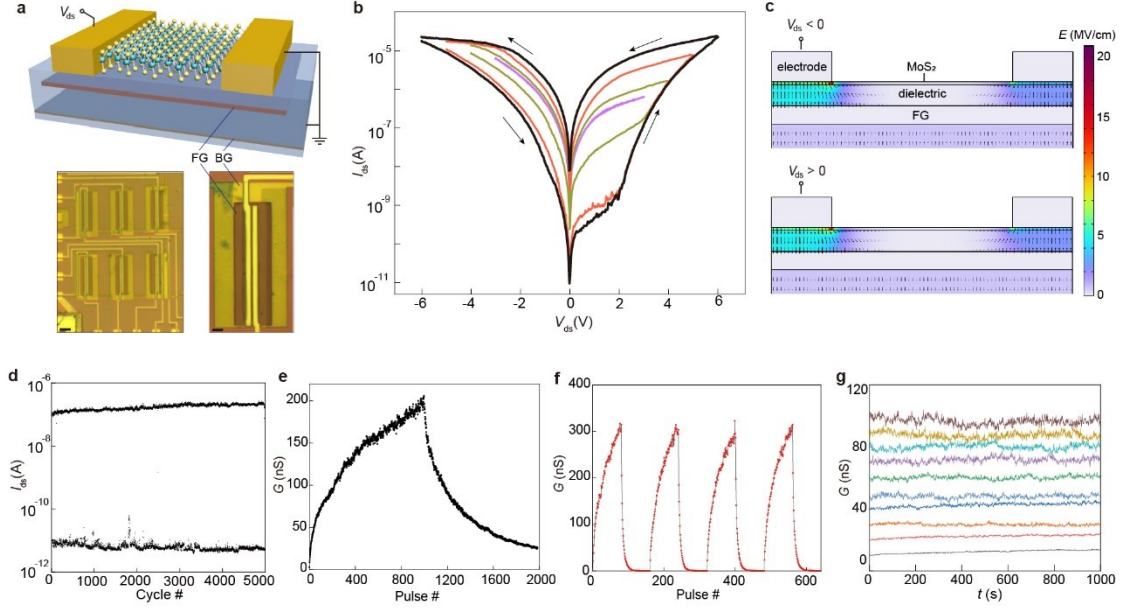 a
V_ds
FG BG
b
I_ds(A)
10⁻⁵
10⁻⁷
10⁻⁹
10⁻¹¹
-6 -4 -2 0 2 4 6
V_ds(V)
c
V_ds < 0
E (MV/cm)
electrode
MoS₂
dielectric
FG
V_ds > 0
20
15
10
5
0
d
I_ds(A)
10⁻⁶
10⁻⁸
10⁻¹⁰
10⁻¹²
0 1000 2000 3000 4000 5000
Cycle #
e
G (nS)
200
150
100
50
0
0 400 800 1200 1600 2000
Pulse #
f
G (nS)
400
300
200
100
0
0 200 400 600
Pulse #
g
G (nS)
120
80
40
0
0 200 400 600 800 1000
t (s)